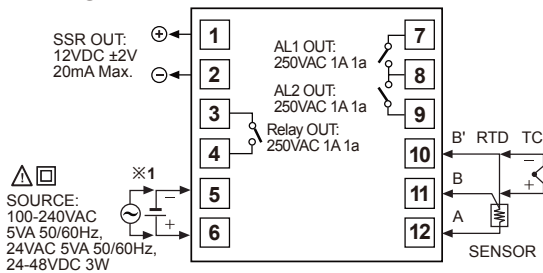 SSR OUT:
12VDC ±2V
20mA Max.
⊕
⊖
1
2
3
4
5
6
7
8
9
10
11
12
AL1 OUT:
250VAC 1A 1a
AL2 OUT:
250VAC 1A 1a
Relay OUT:
250VAC 1A 1a
※1
−
+
SOURCE:
100-240VAC
5VA 50/60Hz,
24VAC 5VA 50/60Hz,
24-48VDC 3W
B' RTD TC
B
A
−
+
SENSOR